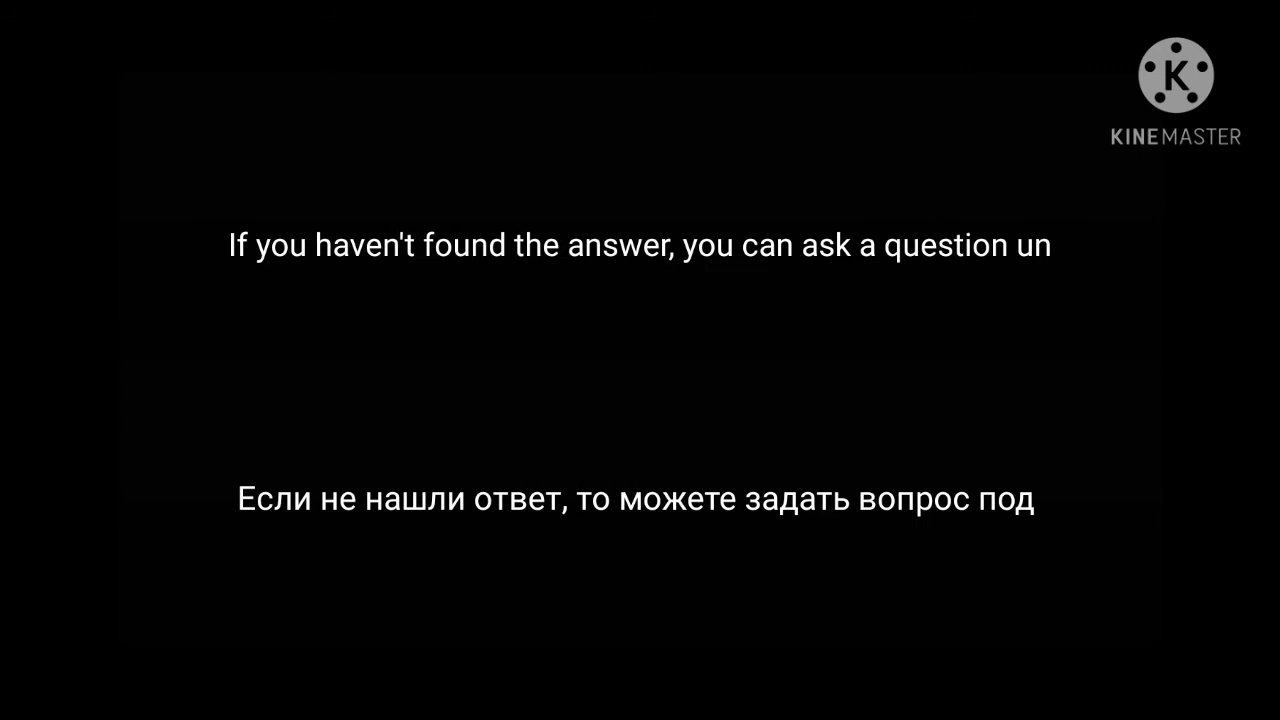 K
KINEMASTER
If you haven't found the answer, you can ask a question un
Если не нашли ответ, то можете задать вопрос под